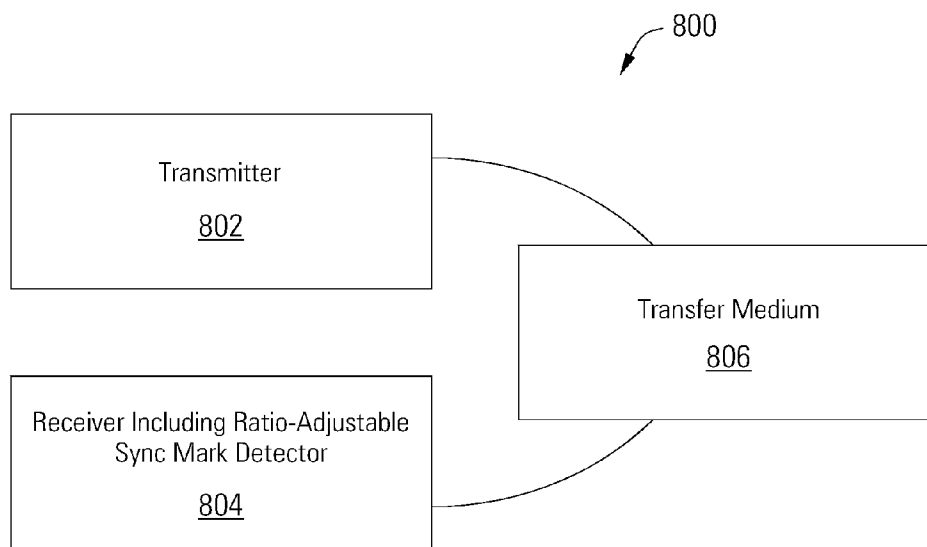 800
Transmitter
802
Transfer Medium
806
Receiver Including Ratio-Adjustable
Sync Mark Detector
804